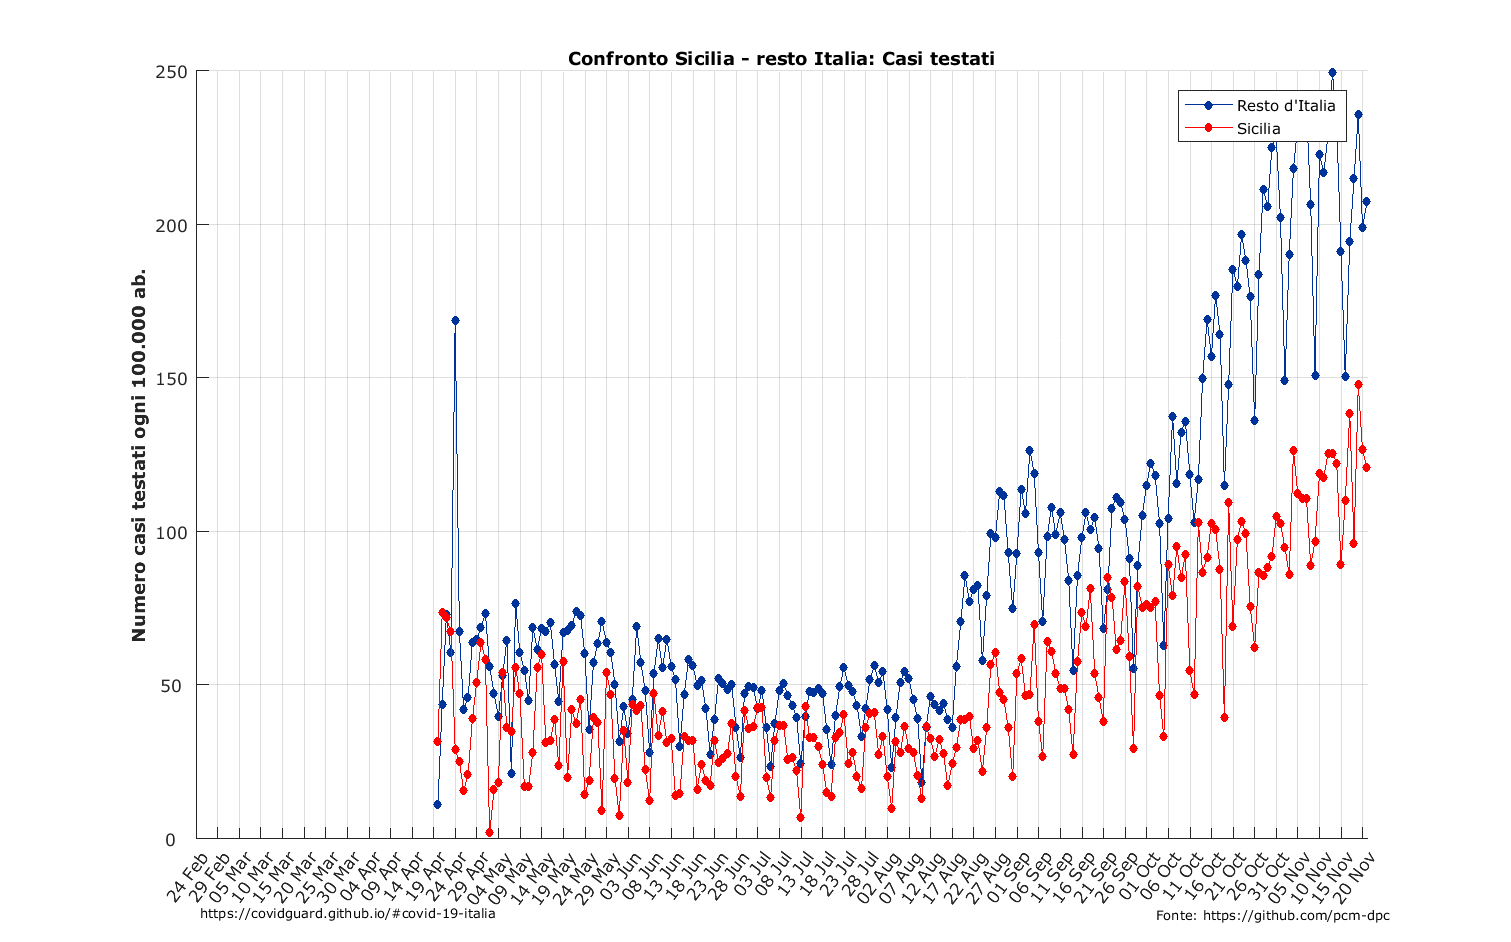 Confronto Sicilia - resto Italia: Casi testati
Numero casi testati ogni 100.000 ab.
250
200
150
100
50
0
Resto d'Italia
Sicilia
24 Feb
29 Feb
05 Mar
10 Mar
15 Mar
20 Mar
25 Mar
30 Mar
04 Apr
09 Apr
14 Apr
19 Apr
24 Apr
29 Apr
04 May
09 May
14 May
19 May
24 May
29 May
03 Jun
08 Jun
13 Jun
18 Jun
23 Jun
28 Jun
03 Jul
08 Jul
13 Jul
18 Jul
23 Jul
28 Jul
02 Aug
07 Aug
12 Aug
17 Aug
22 Aug
27 Aug
01 Sep
06 Sep
11 Sep
16 Sep
21 Sep
26 Sep
01 Oct
06 Oct
11 Oct
16 Oct
21 Oct
26 Oct
31 Oct
05 Nov
10 Nov
15 Nov
20 Nov
https://covidguard.github.io/#covid-19-italia
Fonte: https://github.com/pcm-dpc